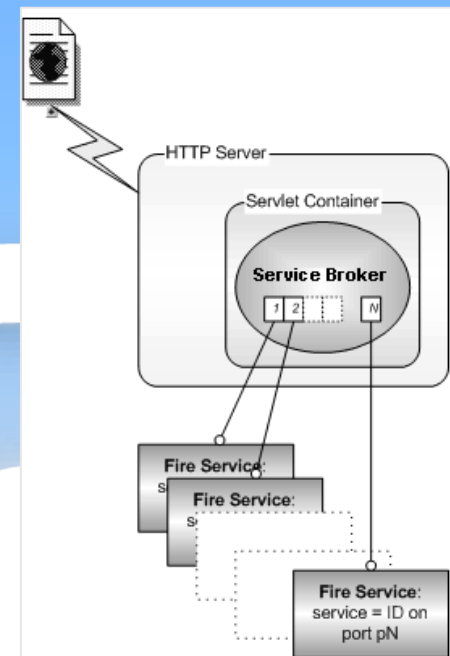 HTTP Server
Servlet Container
Service Broker
1 2 N
Fire Service:
s
Fire Service:
s
Fire Service:
service = ID on
port pN